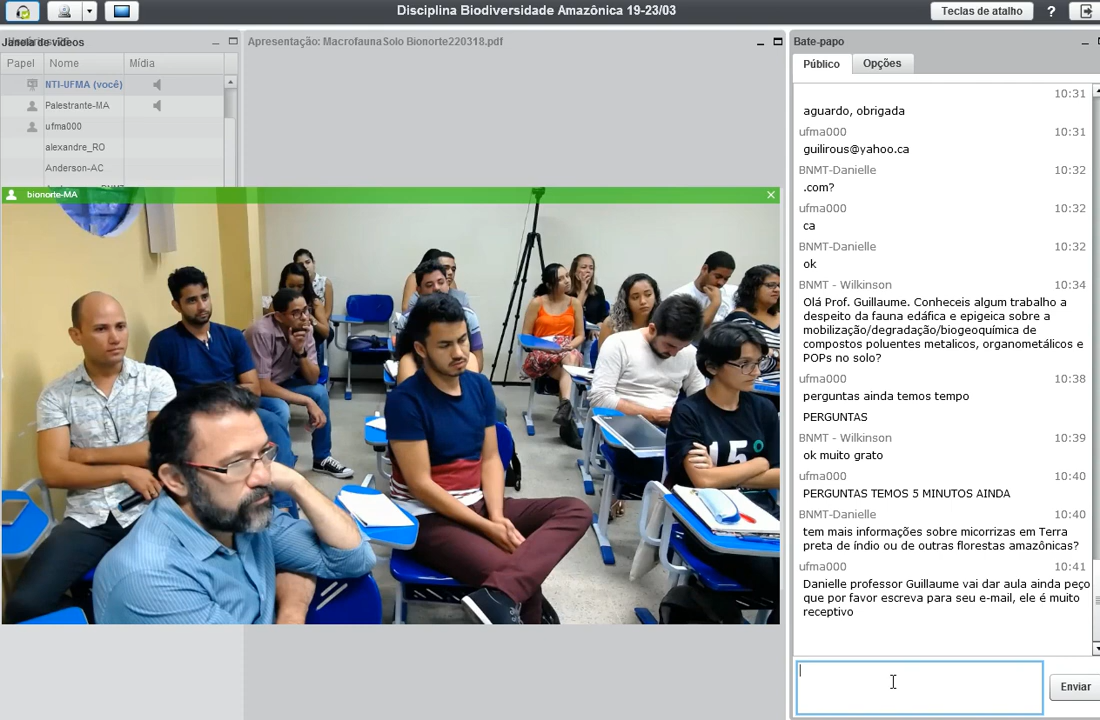 Disciplina Biodiversidade Amazônica 19-23/03
Teclas de atalho
?
Janela de vídeos
Papel Nome Mídia
NTI-UFMA (você)
Palestrante-MA
ufma000
alexandre_RO
Anderson-AC
bionorte-MA
15°
Apresentação: MacrofaunaSolo Bionorte220318.pdf
Bate-papo
Público Opções
10:31
aguardo, obrigada
ufma000 10:31
guilirous@yahoo.ca
BNMT-Danielle 10:32
.com?
ufma000 10:32
ca
BNMT-Danielle 10:32
ok
BNMT - Wilkinson 10:34
Olá Prof. Guillaume. Conheceis algum trabalho a
despeito da fauna edáfica e epigeica sobre a
mobilização/degradação/biogeoquímica de
compostos poluentes metalicos, organometálicos e
POPs no solo?
ufma000 10:38
perguntas ainda temos tempo
PERGUNTAS
BNMT - Wilkinson 10:39
ok muito grato
ufma000 10:40
PERGUNTAS TEMOS 5 MINUTOS AINDA
BNMT-Danielle 10:40
tem mais informações sobre micorrizas em Terra
preta de índio ou de outras florestas amazônicas?
ufma000 10:41
Danielle professor Guillaume vai dar aula ainda peço
que por favor escreva para seu e-mail, ele é muito
receptivo
Enviar